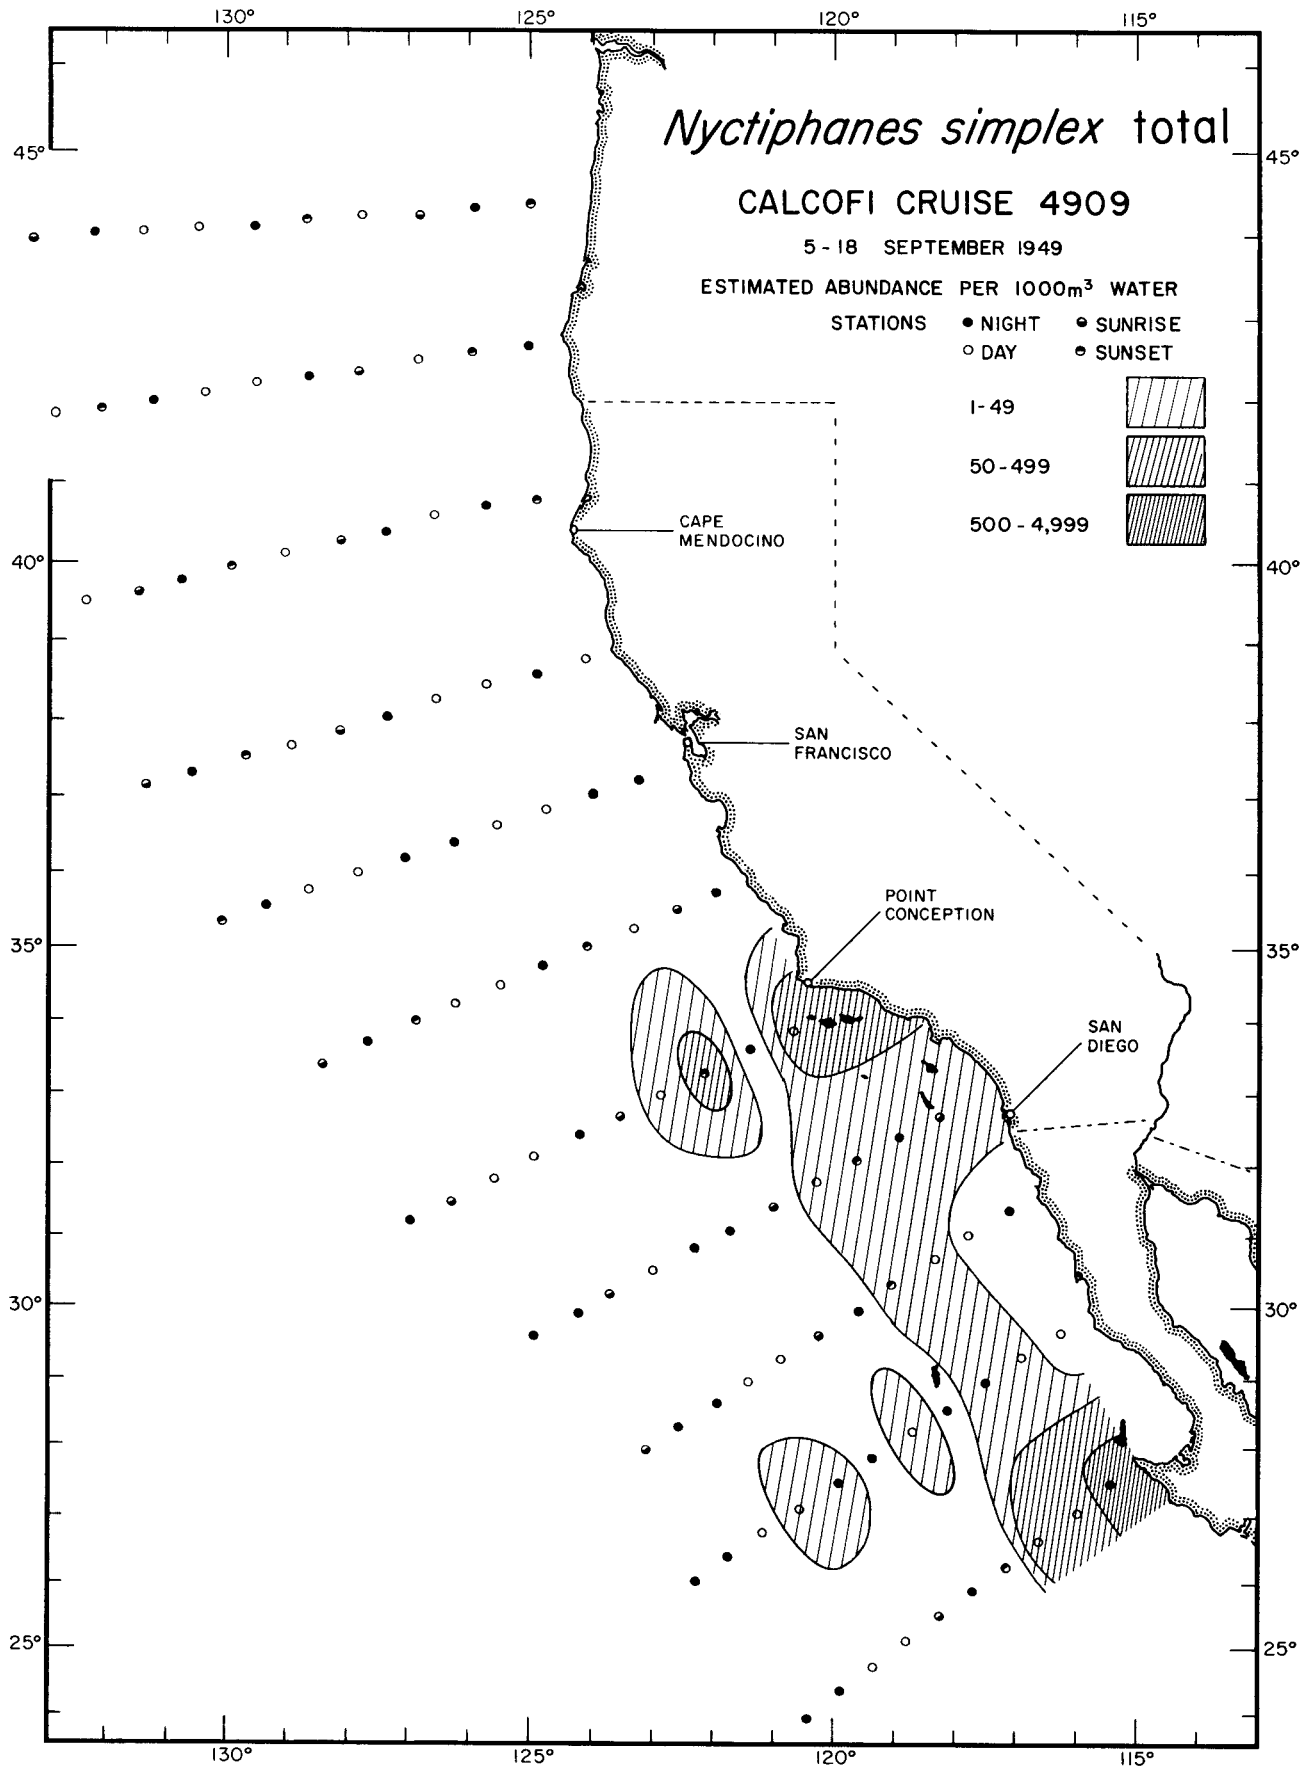 130° 125° 120° 115°
Nyctiphanes simplex total
45° 45°
CALCOFI CRUISE 4909
5-18 SEPTEMBER 1949
ESTIMATED ABUNDANCE PER 1000m³ WATER
STATIONS ● NIGHT ◒ SUNRISE
○ DAY ◓ SUNSET
1-49
50-499
500-4,999
CAPE
MENDOCINO
40° 40°
SAN
FRANCISCO
POINT
CONCEPTION
35° 35°
SAN
DIEGO
30° 30°
25° 25°
130° 125° 120° 115°